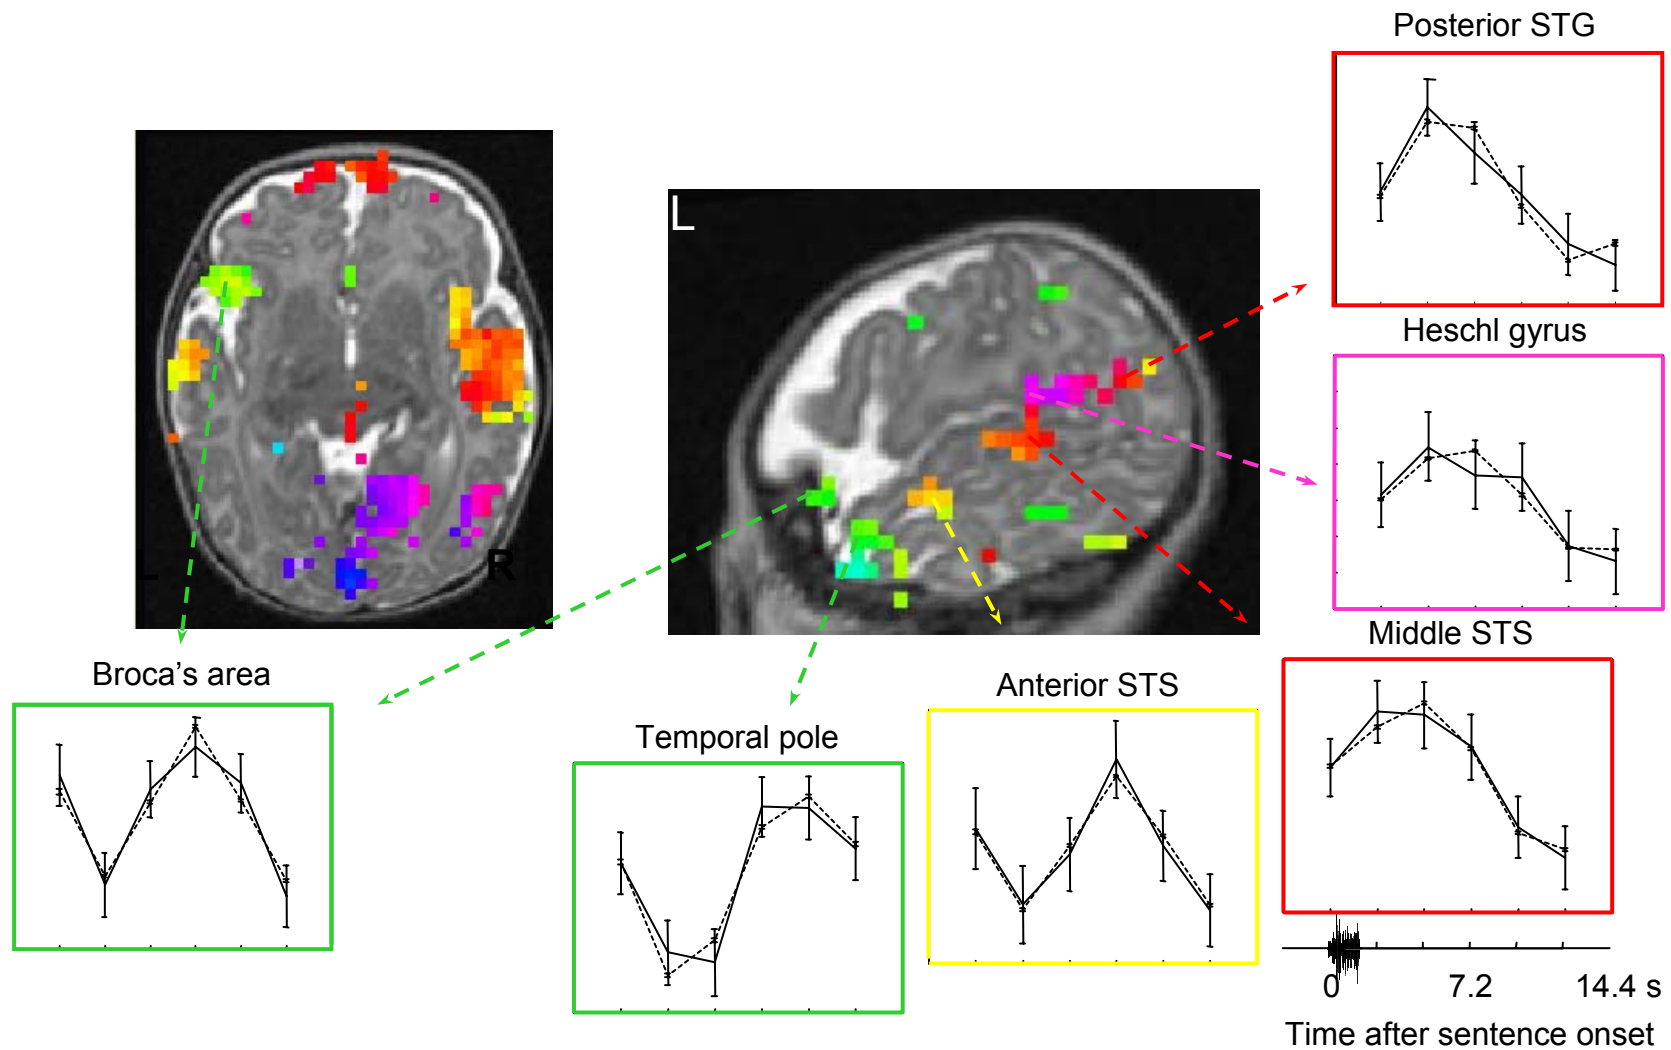 Posterior STG
L
Heschl gyrus
L
R
Middle STS
Broca’s area
Anterior STS
Temporal pole
0 7.2 14.4 s
Time after sentence onset